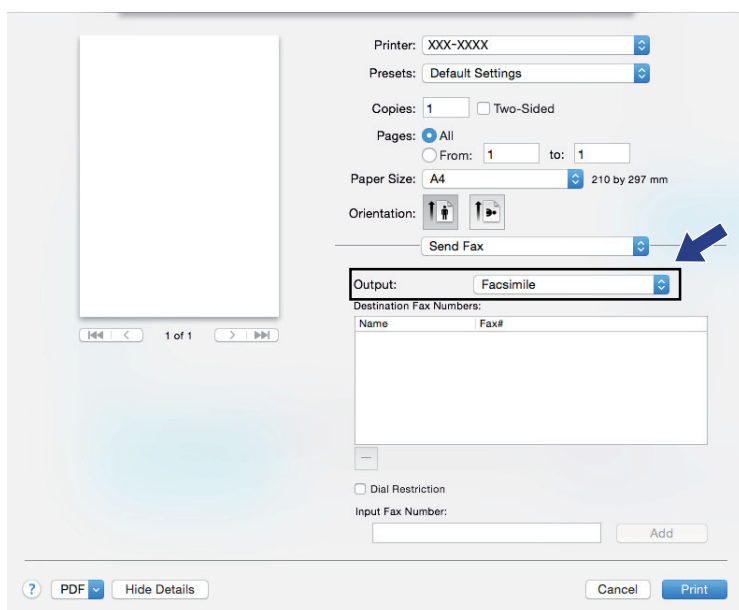 Printer: XXX-XXXX
Presets: Default Settings
Copies: 1 Two-Sided
Pages: All
From: 1 to: 1
Paper Size: A4 210 by 297 mm
Orientation:
Send Fax
Output: Facsimile
Destination Fax Numbers:
Name Fax#
1 of 1
Dial Restriction
Input Fax Number:
Add
? PDF Hide Details Cancel Print